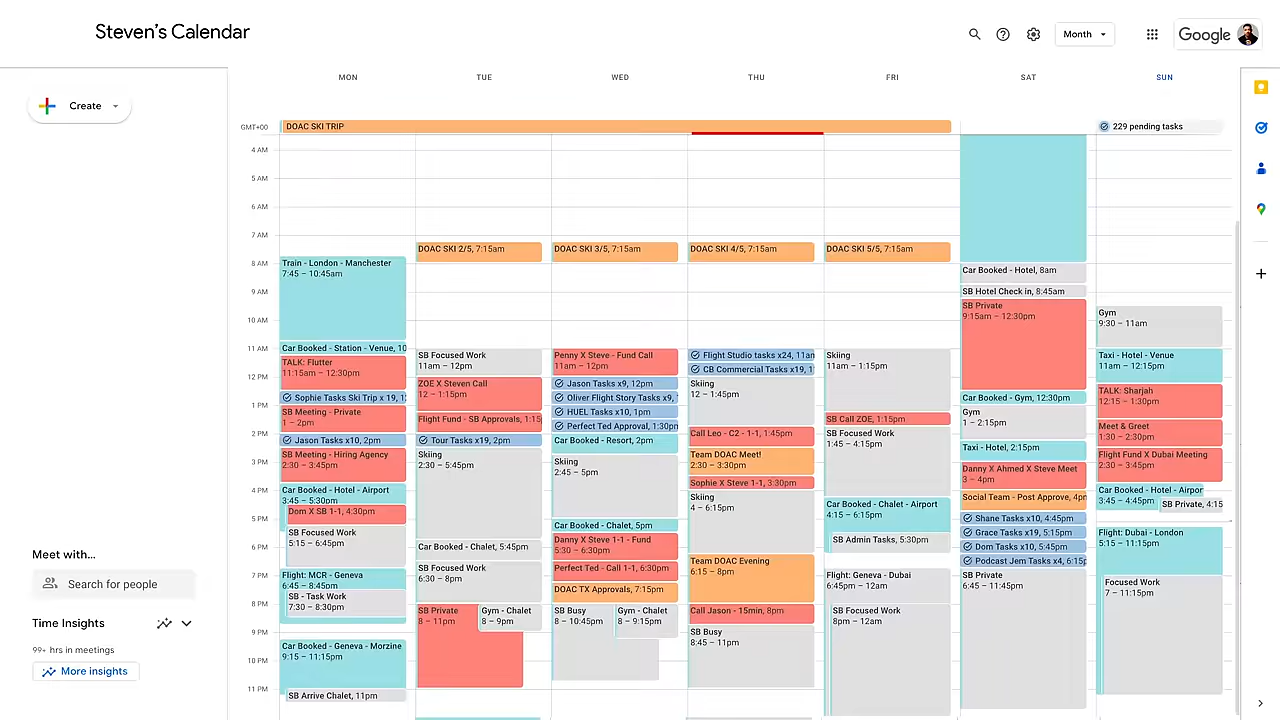 Steven's Calendar
Month
Google
Create
MON
TUE
WED
THU
FRI
SAT
SUN
GMT+00
DOAC SKI TRIP
229 pending tasks
4 AM
5 AM
6 AM
7 AM
8 AM
9 AM
10 AM
11 AM
12 PM
1 PM
2 PM
3 PM
4 PM
5 PM
6 PM
7 PM
8 PM
9 PM
10 PM
11 PM
Train - London - Manchester
7:45 – 10:45am
Car Booked - Station - Venue, 10
TALK: Flutter
11:15am – 12:30pm
Sophie Tasks Ski Trip x 19, 1
SB Meeting - Private
1 – 2pm
Jason Tasks x10, 2pm
SB Meeting - Hiring Agency
2:30 – 3:45pm
Car Booked - Hotel - Airport
3:45 – 5:30pm
Dom X SB 1-1, 4:30pm
SB Focused Work
5:15 – 6:45pm
Flight: MCR - Geneva
6:45 – 8:45pm
SB - Task Work
7:30 – 8:30pm
Car Booked - Geneva - Morzine
9:15 – 11:15pm
SB Arrive Chalet, 11pm
DOAC SKI 2/5, 7:15am
SB Focused Work
11am – 12pm
ZOE X Steven Call
12 – 1:15pm
Flight Fund - SB Approvals, 1:15
Tour Tasks x19, 2pm
Skiing
2:30 – 5:45pm
Car Booked - Chalet, 5:45pm
SB Focused Work
6:30 – 8pm
SB Private
8 – 11pm
Gym - Chalet
8 – 9pm
DOAC SKI 3/5, 7:15am
Penny X Steve - Fund Call
11am – 12pm
Jason Tasks x9, 12pm
Oliver Flight Story Tasks x9,
HUEL Tasks x10, 1pm
Perfect Ted Approval, 1:30pm
Car Booked - Resort, 2pm
Skiing
2:45 – 5pm
Car Booked - Chalet, 5pm
Danny X Steve 1-1 - Fund
5:30 – 6:30pm
Perfect Ted - Call 1-1, 6:30pm
DOAC TX Approvals, 7:15pm
SB Busy
8 – 10:45pm
Gym - Chalet
8 – 9:15pm
DOAC SKI 4/5, 7:15am
Flight Studio tasks x24, 11am
CB Commercial Tasks x19, 1
Skiing
12 – 1:45pm
Call Leo - C2 - 1-1, 1:45pm
Team DOAC Meet!
2:30 – 3:30pm
Sophie X Steve 1-1, 3:30pm
Skiing
4 – 6:15pm
Team DOAC Evening
6:15 – 8pm
Call Jason - 15min, 8pm
SB Busy
8:45 – 11pm
DOAC SKI 5/5, 7:15am
Skiing
11am – 1:15pm
SB Call ZOE, 1:15pm
SB Focused Work
1:45 – 4:15pm
Car Booked - Chalet - Airport
4:15 – 6:15pm
SB Admin Tasks, 5:30pm
Flight: Geneva - Dubai
6:45pm – 12am
SB Focused Work
8pm – 12am
Car Booked - Hotel, 8am
SB Hotel Check in, 8:45am
SB Private
9:15am – 12:30pm
Car Booked - Gym, 12:30pm
Gym
1 – 2:15pm
Taxi - Hotel, 2:15pm
Danny X Ahmed X Steve Meet
3 – 4pm
Social Team - Post Approve, 4pm
Shane Tasks x10, 4:45pm
Grace Tasks x19, 5:15pm
Dom Tasks x10, 5:45pm
Podcast Jem Tasks x4, 6:15p
SB Private
6:45 – 11:45pm
Gym
9:30 – 11am
Taxi - Hotel - Venue
11am – 12:15pm
TALK: Sharjah
12:15 – 1:30pm
Meet & Greet
1:30 – 2:30pm
Flight Fund X Dubai Meeting
2:30 – 3:45pm
Car Booked - Hotel - Airpor
3:45 – 4:45pm
SB Private, 4:15
Flight: Dubai - London
5:15 – 11:15pm
Focused Work
7 – 11:15pm
Meet with...
Search for people
Time Insights
99+ hrs in meetings
More insights